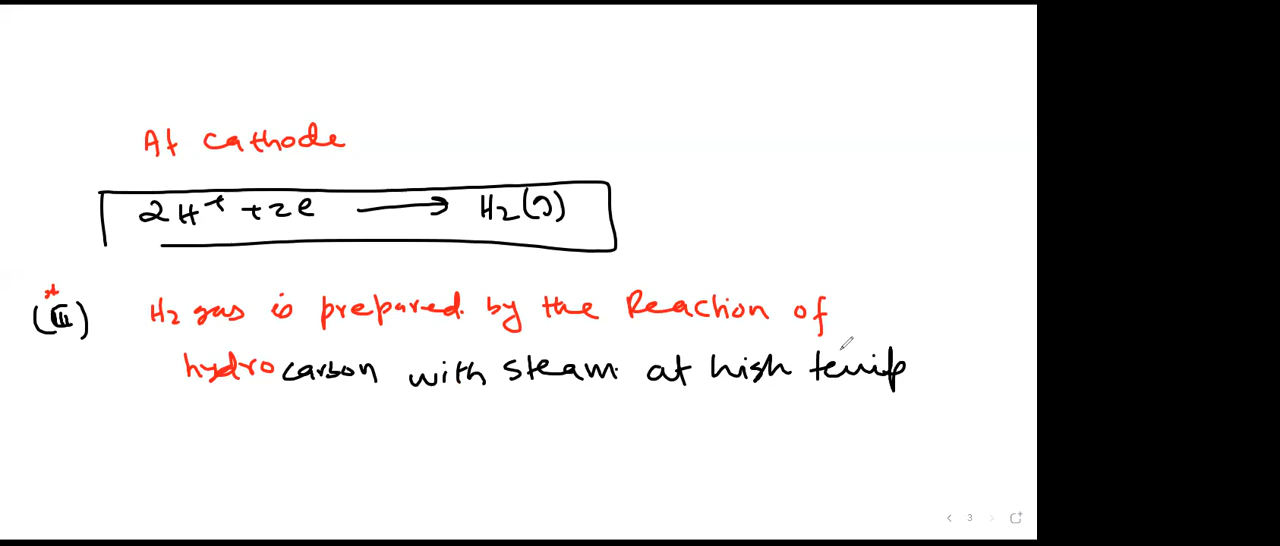 At cathode
2H⁺ + 2e ⟶ H2(g)
(III) H2 gas is prepared by the Reaction of
hydrocarbon with steam at high temp
3